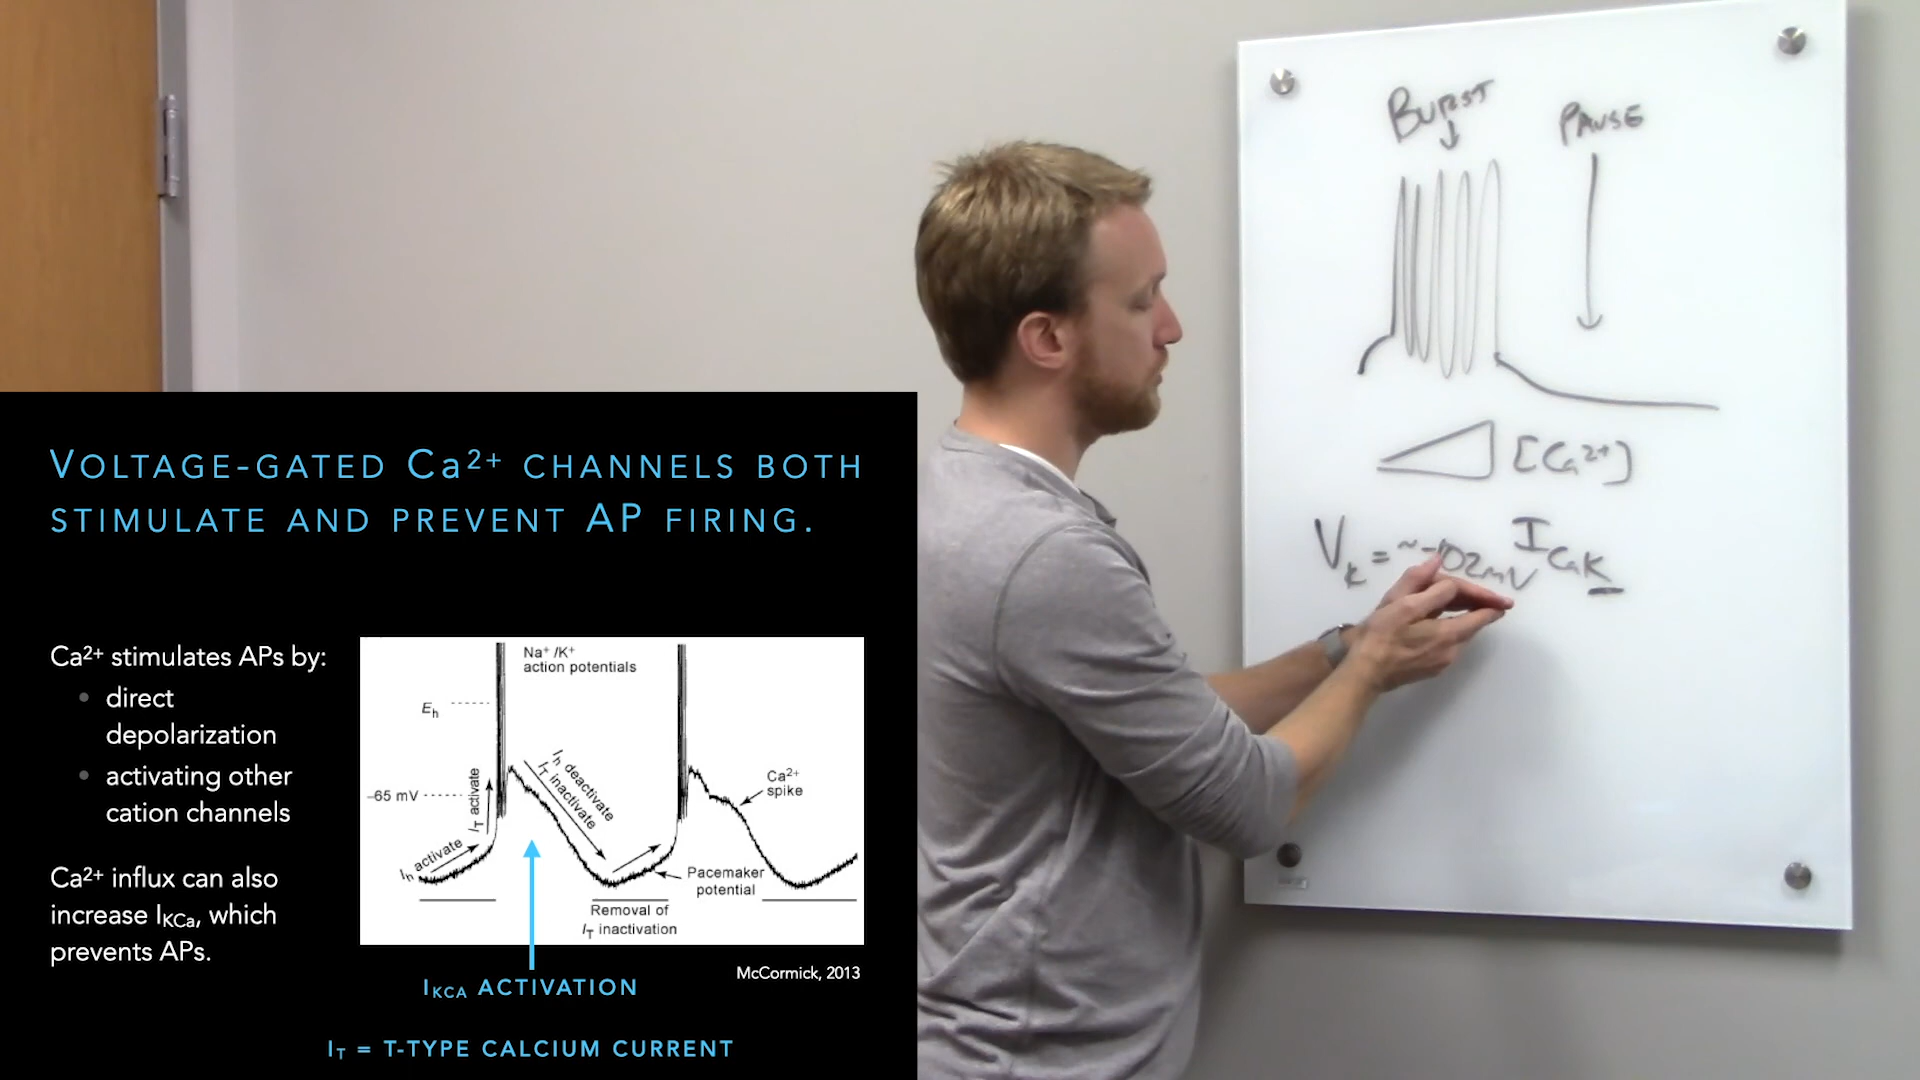 VOLTAGE-GATED Ca2+ CHANNELS BOTH
STIMULATE AND PREVENT AP FIRING.
Ca2+ stimulates APs by:
• direct
depolarization
• activating other
cation channels
Ca2+ influx can also
increase IKCa, which
prevents APs.
Na+ /K+
action potentials
Eh
–65 mV
Ih activate
IT activate
Ih deactivate
IT inactivate
Ca2+
spike
Pacemaker
potential
Removal of
IT inactivation
McCormick, 2013
IKCA ACTIVATION
IT = T-TYPE CALCIUM CURRENT
BURST
PAUSE
[Ca2+]
VK = ~-102mV
ICaK